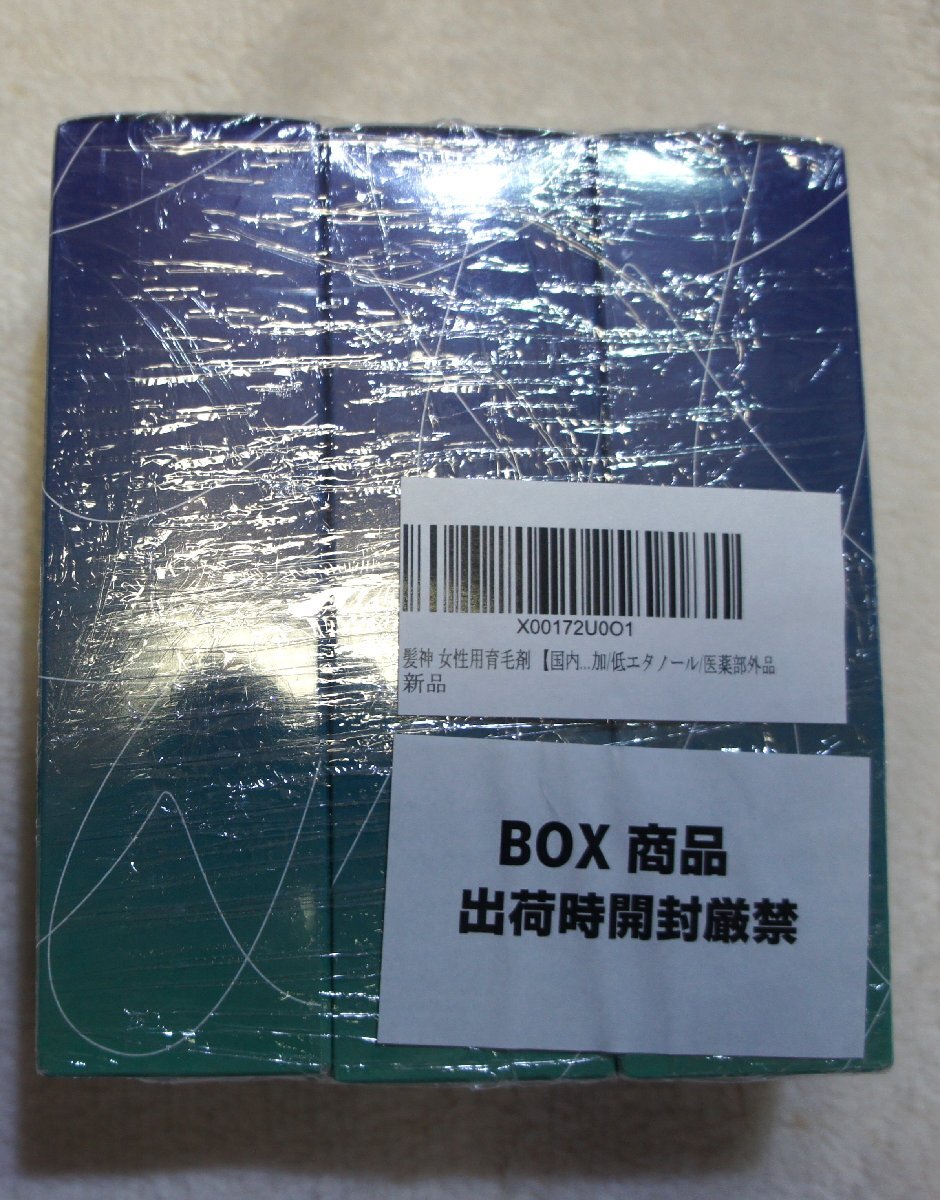 X00172U0O1
髪神 女性用育毛剤 【国内...加/低エタノール/医薬部外品
新品
BOX 商品
出荷時開封厳禁